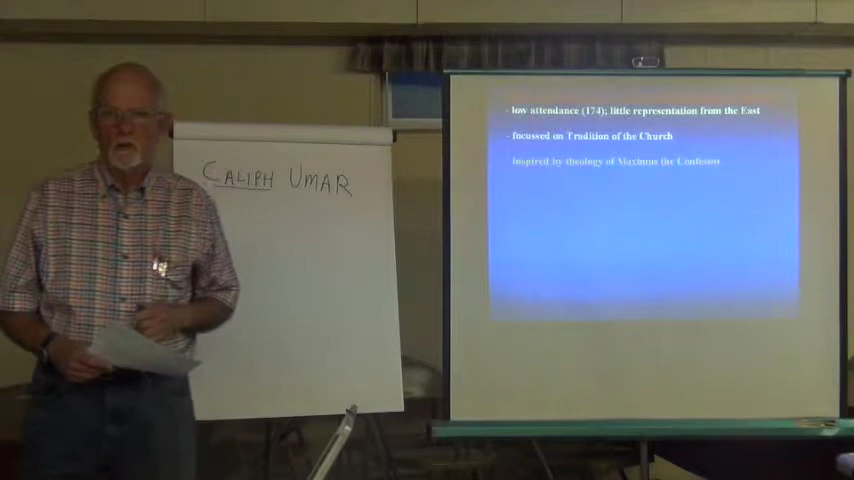 CALIPH UMAR
- low attendance (174); little representation from the East
- focussed on Tradition of the Church
inspired by theology of Maximus the Confessor